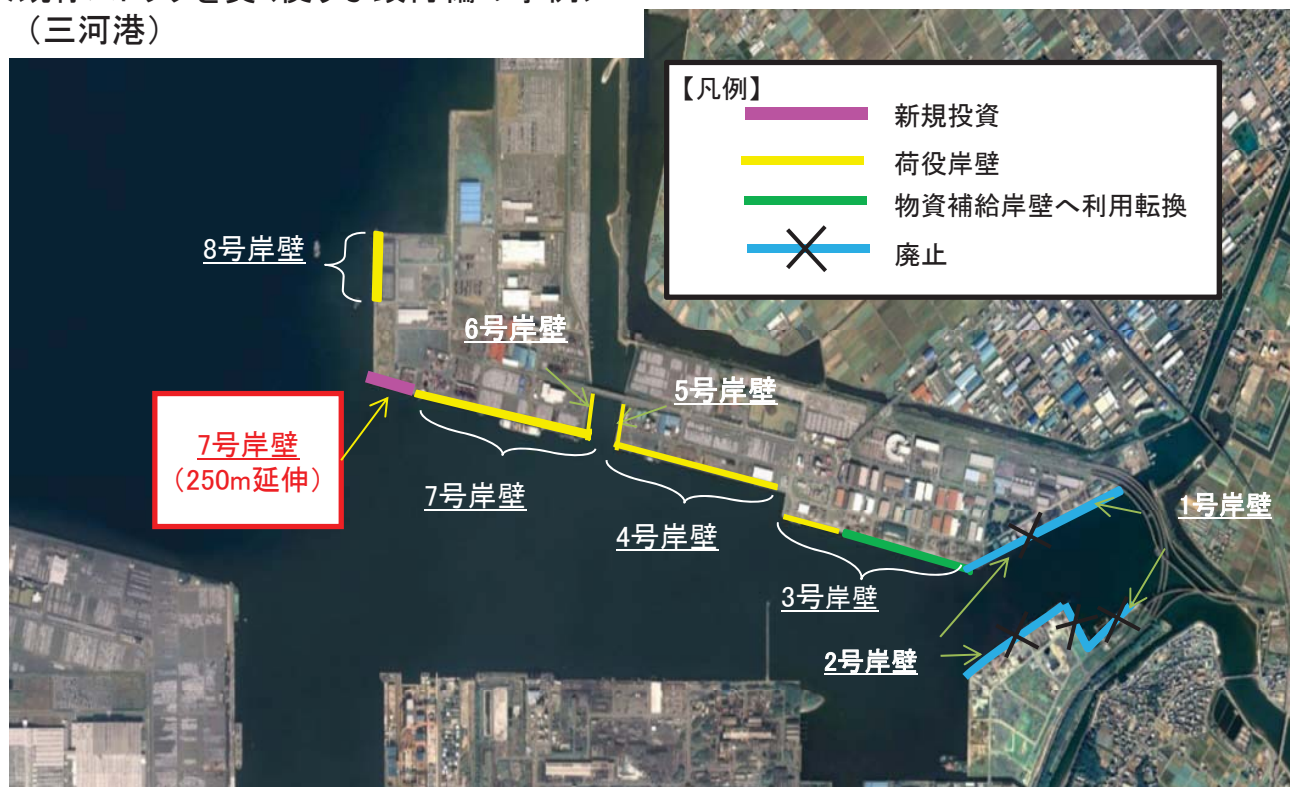 （三河港）
【凡例】
新規投資
荷役岸壁
物資補給岸壁へ利用転換
廃止
8号岸壁
6号岸壁
5号岸壁
7号岸壁
（250m延伸）
7号岸壁
4号岸壁
3号岸壁
1号岸壁
2号岸壁